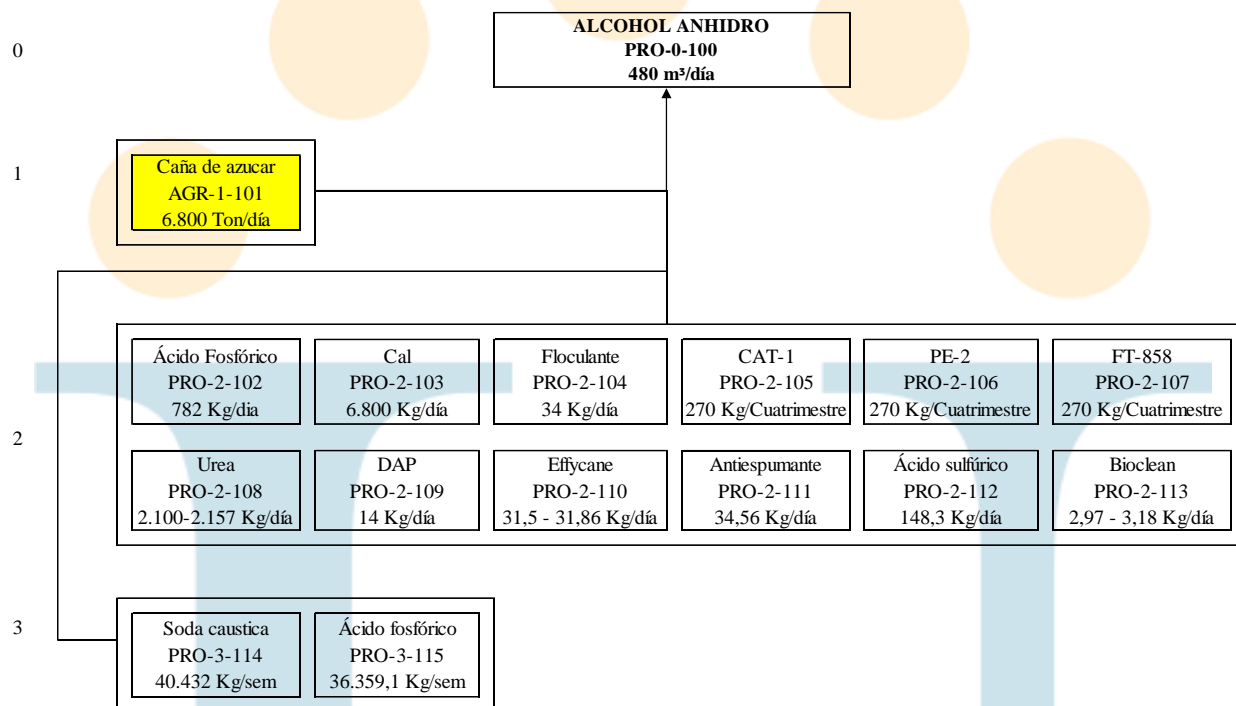 0
ALCOHOL ANHIDRO
PRO-0-100
480 m³/día
1
Caña de azucar
AGR-1-101
6.800 Ton/día
2
Ácido Fosfórico
PRO-2-102
782 Kg/dia
Cal
PRO-2-103
6.800 Kg/día
Floculante
PRO-2-104
34 Kg/día
CAT-1
PRO-2-105
270 Kg/Cuatrimestre
PE-2
PRO-2-106
270 Kg/Cuatrimestre
FT-858
PRO-2-107
270 Kg/Cuatrimestre
Urea
PRO-2-108
2.100-2.157 Kg/día
DAP
PRO-2-109
14 Kg/día
Effycane
PRO-2-110
31,5 - 31,86 Kg/día
Antiespumante
PRO-2-111
34,56 Kg/día
Ácido sulfúrico
PRO-2-112
148,3 Kg/día
Bioclean
PRO-2-113
2,97 - 3,18 Kg/día
3
Soda caustica
PRO-3-114
40.432 Kg/sem
Ácido fosfórico
PRO-3-115
36.359,1 Kg/sem